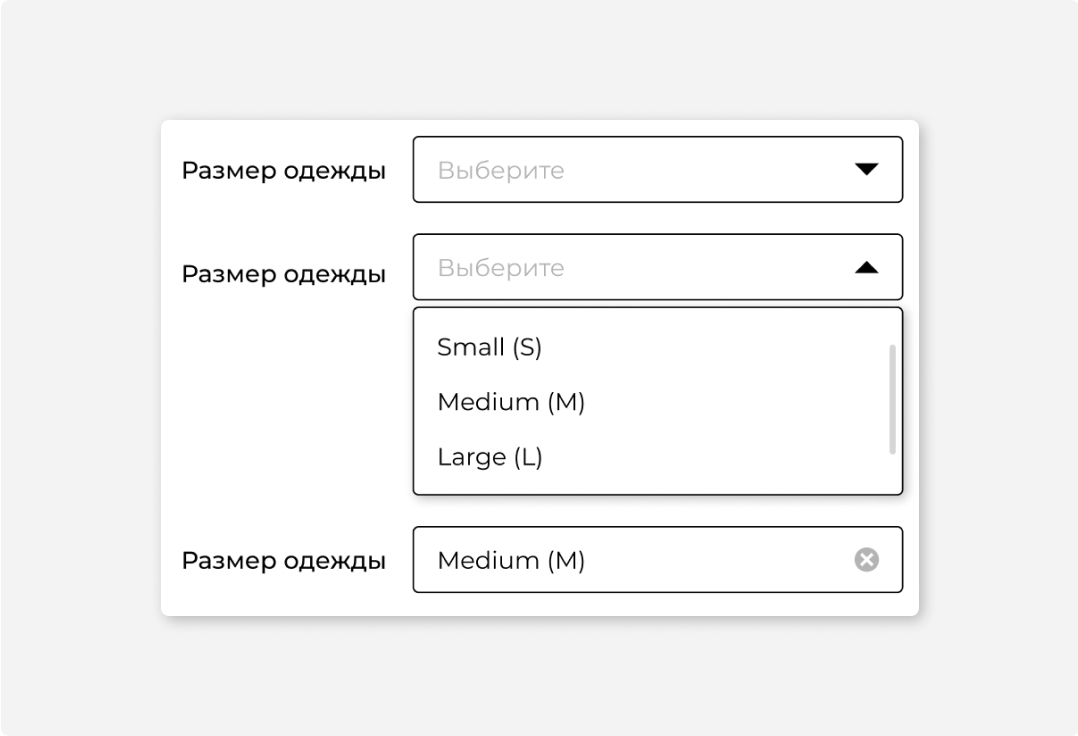 Размер одежды Выберите
Размер одежды Выберите
Small (S)
Medium (M)
Large (L)
Размер одежды Medium (M)